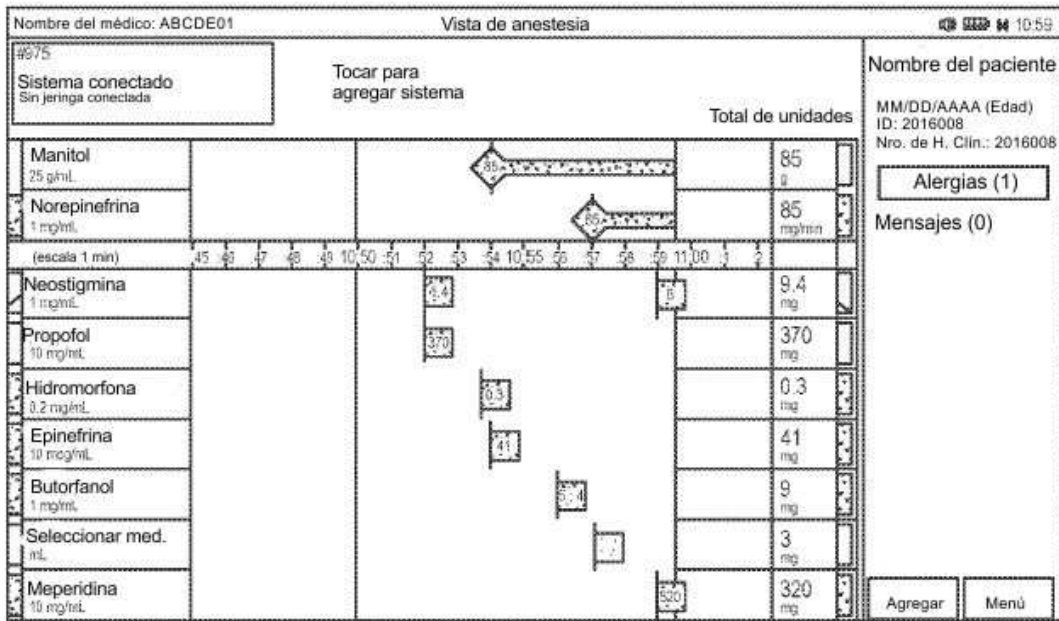 Nombre del médico: ABCDE01
Vista de anestesia
10:59
#975
Sistema conectado
Sin jeringa conectada
Tocar para
agregar sistema
Total de unidades
Nombre del paciente
MM/DD/AAAA (Edad)
ID: 2016008
Nro. de H. Clín.: 2016008
Alergias (1)
Mensajes (0)
Manitol
25 g/mL
85
85
g
Norepinefrina
1 mg/mL
85
85
mg/min
(escala 1 min)
:45 :46 :47 :48 :49 10:50 :51 :52 :53 :54 10:55 :56 :57 :58 :59 11:00 :1 :2
Neostigmina
1 mg/mL
6
9.4
mg
Propofol
10 mg/mL
370
370
mg
Hidromorfona
0.2 mg/mL
0.3
0.3
mg
Epinefrina
10 mcg/mL
41
41
mg
Butorfanol
1 mg/mL
9
mg
Seleccionar med.
mL
3
mg
Meperidina
10 mg/mL
320
mg
Agregar
Menú